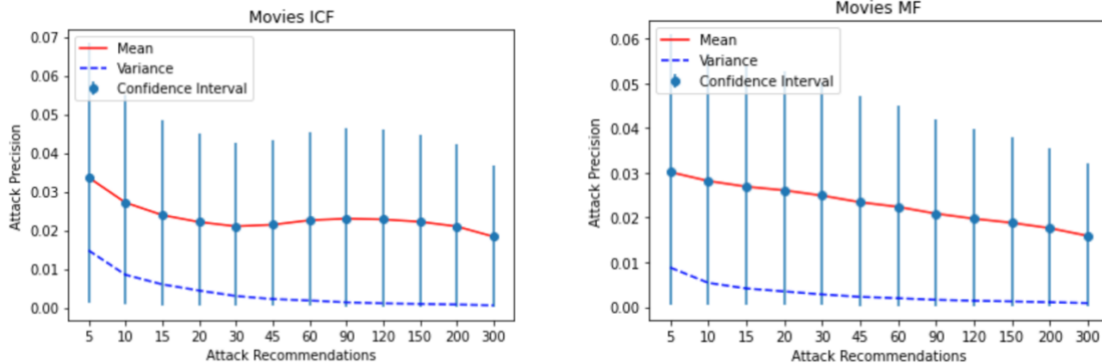 Movies ICF
0.07
0.06
0.05
0.04
0.03
0.02
0.01
0.00
Attack Precision
Mean
Variance
Confidence Interval
5 10 15 20 30 45 60 90 120 150 200 300
Attack Recommendations
Movies MF
0.06
0.05
0.04
0.03
0.02
0.01
0.00
Attack Precision
Mean
Variance
Confidence Interval
5 10 15 20 30 45 60 90 120 150 200 300
Attack Recommendations